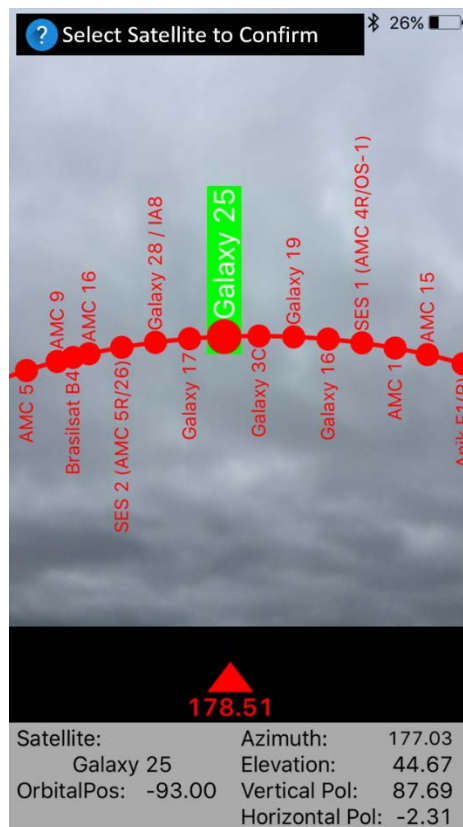 ? Select Satellite to Confirm
26%
AMC 5
AMC 9
Brasilsat B4
AMC 16
SES 2 (AMC 5R/26)
Galaxy 28 / IA8
Galaxy 17
Galaxy 25
Galaxy 3C
Galaxy 19
Galaxy 16
SES 1 (AMC 4R/OS-1)
AMC 1
AMC 15
178.51
Satellite:
Galaxy 25
OrbitalPos: -93.00
Azimuth: 177.03
Elevation: 44.67
Vertical Pol: 87.69
Horizontal Pol: -2.31